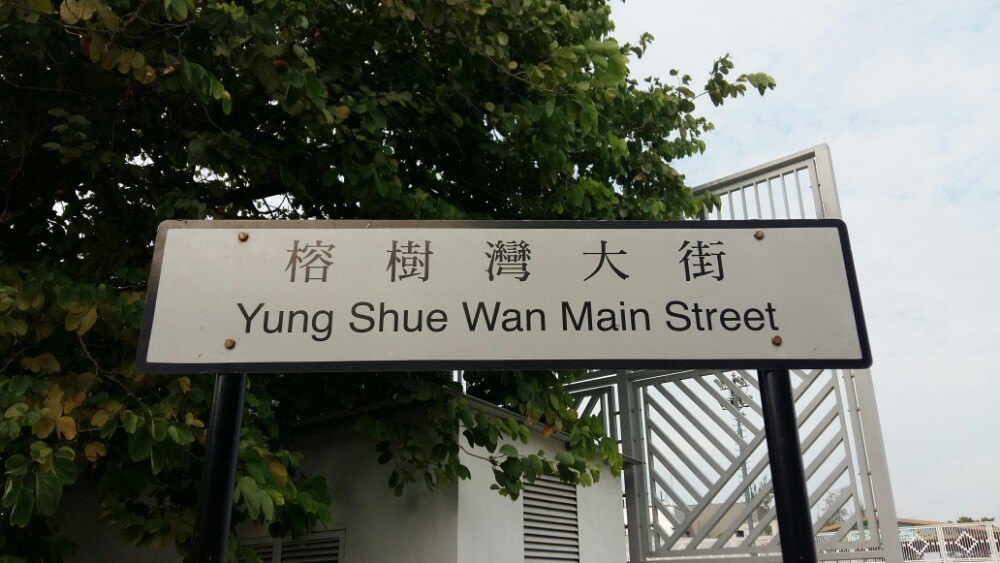 榕樹灣大街
Yung Shue Wan Main Street